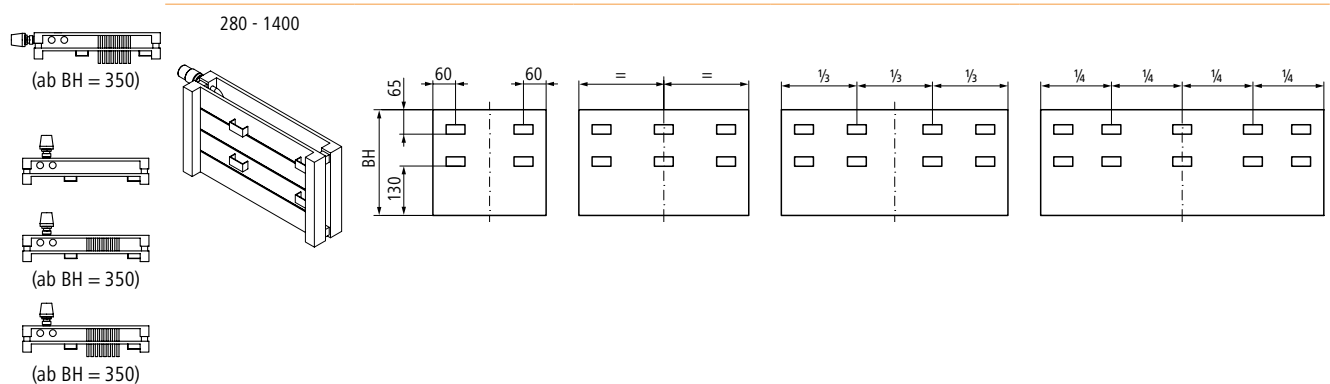 280 - 1400
(ab BH = 350)
(ab BH = 350)
(ab BH = 350)
60 60
65
BH
130
= =
⅓ ⅓ ⅓
¼ ¼ ¼ ¼